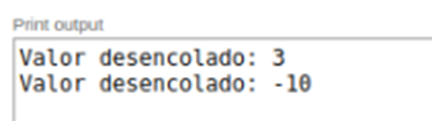 Print output
Valor desencolado: 3
Valor desencolado: -10